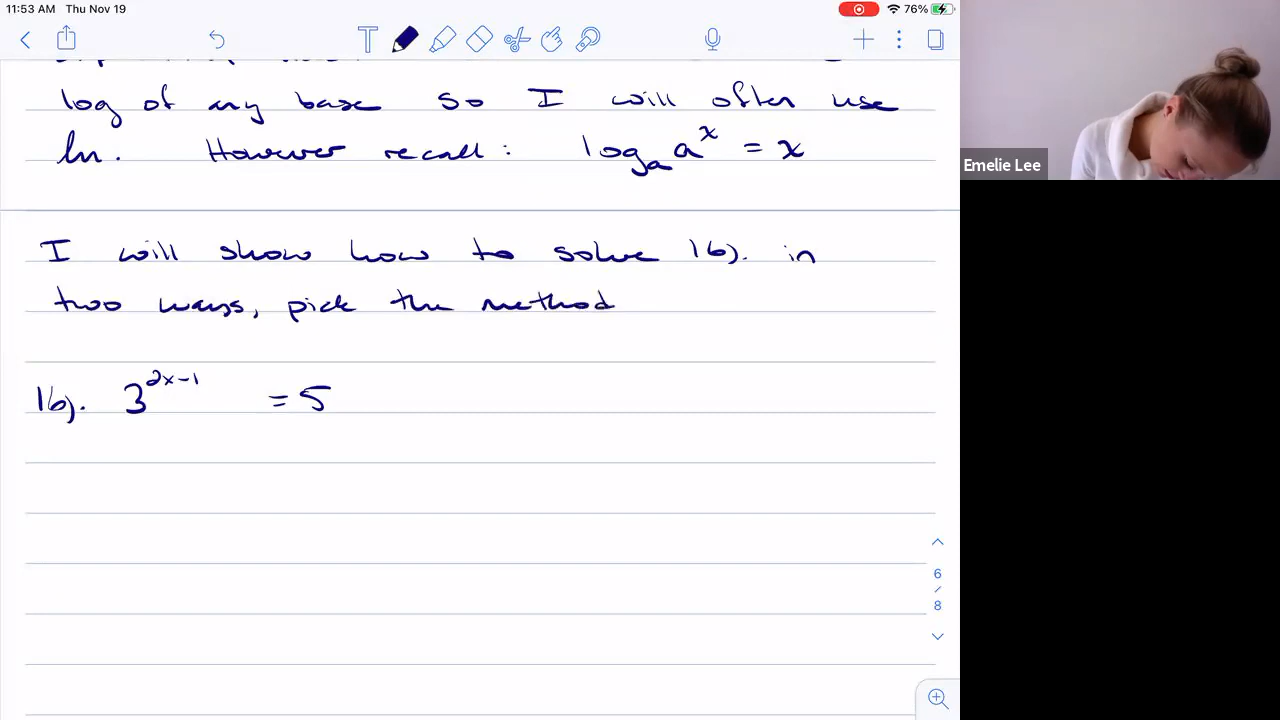 11:53 AM Thu Nov 19
76%
log of any base so I will often use
ln. However recall: logₐ aˣ = x
I will show how to solve 16). in
two ways, pick the method
16). 3²ˣ⁻¹ = 5
Emelie Lee
6
/
8